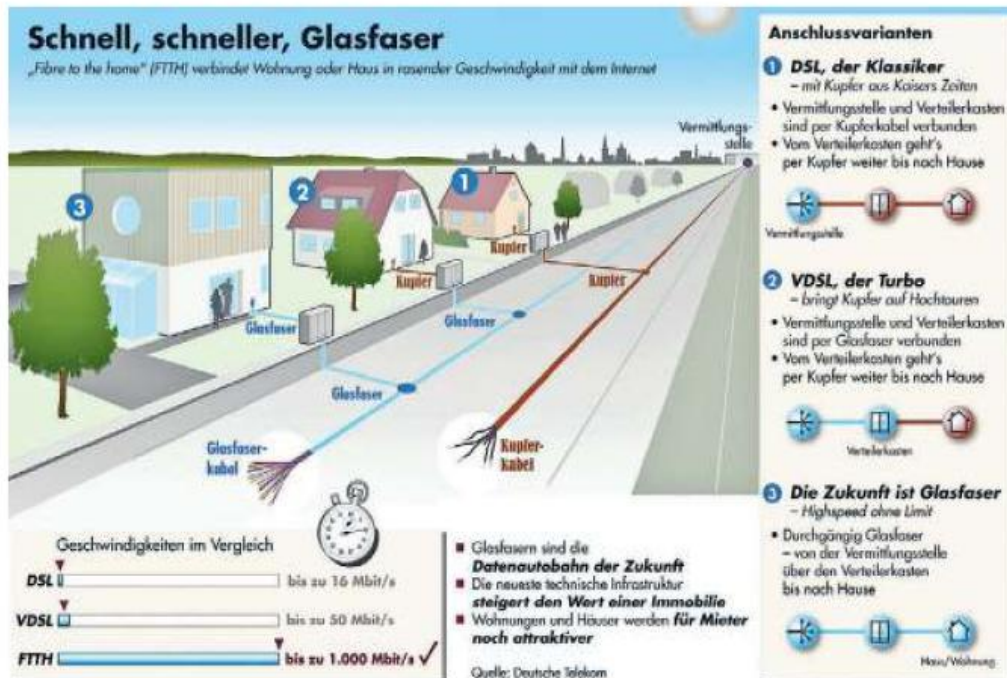 Schnell, schneller, Glasfaser
„Fibre to the home" (FTTH) verbindet Wohnung oder Haus in rasender Geschwindigkeit mit dem Internet
Vermittlungs-
stelle
1
2
3
Kupfer
Kupfer
Kupfer
Glasfaser
Glasfaser
Glasfaser
Glasfaser-
kabel
Kupfer-
kabel
Geschwindigkeiten im Vergleich
DSL bis zu 16 Mbit/s
VDSL bis zu 50 Mbit/s
FTTH bis zu 1.000 Mbit/s
Glasfasern sind die
Datenautobahn der Zukunft
Die neueste technische Infrastruktur
steigert den Wert einer Immobilie
Wohnungen und Häuser werden für Mieter
noch attraktiver
Quelle: Deutsche Telekom
Anschlussvarianten
1 DSL, der Klassiker
– mit Kupfer aus Kaisers Zeiten
• Vermittlungsstelle und Verteilerkasten
sind per Kupferkabel verbunden
• Vom Verteilerkasten geht's
per Kupfer weiter bis nach Hause
Vermittlungsstelle
2 VDSL, der Turbo
– bringt Kupfer auf Hochtouren
• Vermittlungsstelle und Verteilerkasten
sind per Glasfaser verbunden
• Vom Verteilerkasten geht's
per Kupfer weiter bis nach Hause
Verteilerkasten
3 Die Zukunft ist Glasfaser
– Highspeed ohne Limit
• Durchgängig Glasfaser
– von der Vermittlungsstelle
über den Verteilerkasten
bis nach Hause
Haus/Wohnung